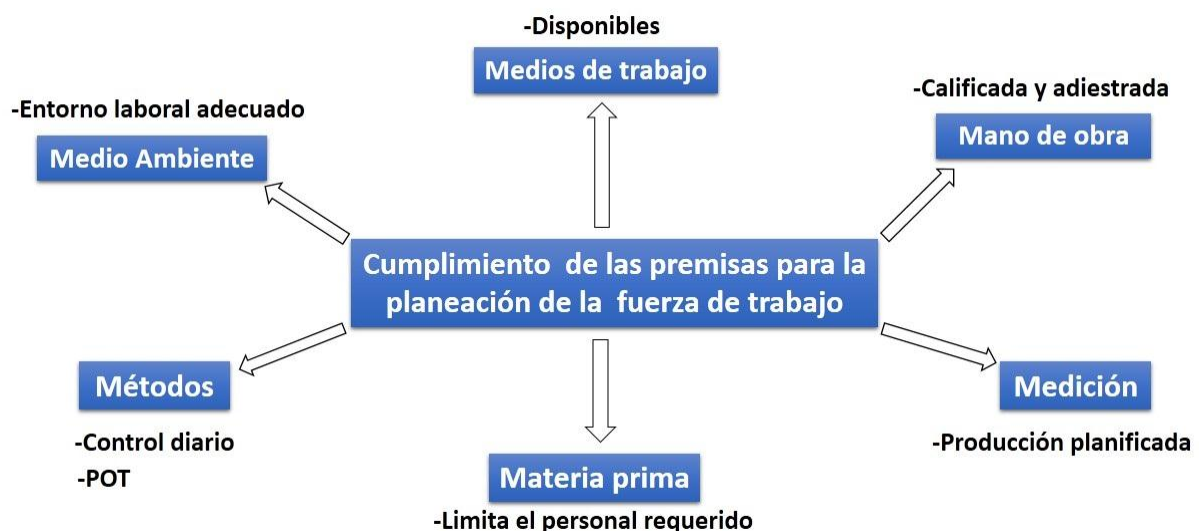 -Disponibles
Medios de trabajo
-Calificada y adiestrada
Mano de obra
-Entorno laboral adecuado
Medio Ambiente
Cumplimiento de las premisas para la
planeación de la fuerza de trabajo
Métodos
-Control diario
-POT
Medición
-Producción planificada
Materia prima
-Limita el personal requerido